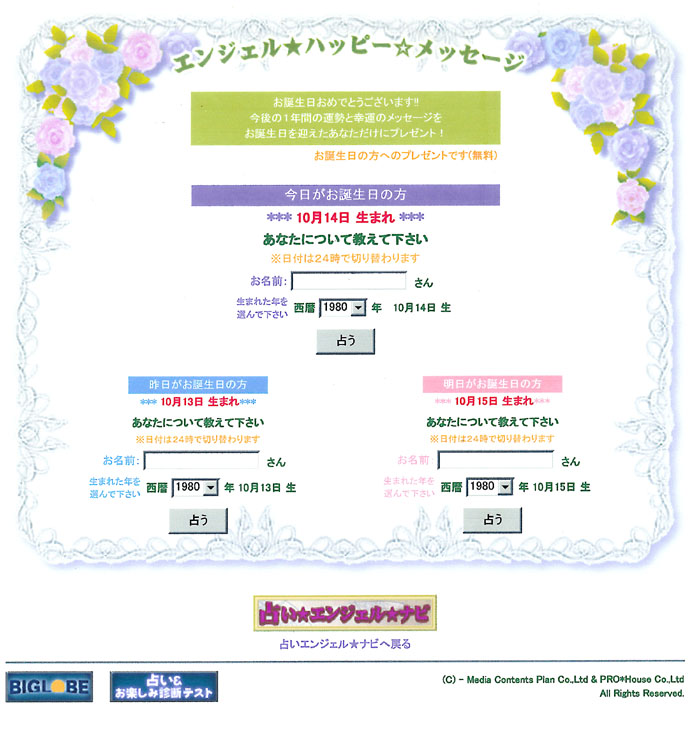 エンジェル★ハッピー☆メッセージ
お誕生日おめでとうございます!!
今後の１年間の運勢と幸運のメッセージを
お誕生日を迎えたあなただけにプレゼント！
お誕生日の方へのプレゼントです(無料)
今日がお誕生日の方
*** 10月14日 生まれ ***
あなたについて教えて下さい
※日付は24時で切り替わります
お名前: さん
生まれた年を選んで下さい 西暦 1980 年 10月14日 生
占う
昨日がお誕生日の方
*** 10月13日 生まれ***
あなたについて教えて下さい
※日付は24時で切り替わります
お名前: さん
生まれた年を選んで下さい 西暦 1980 年 10月13日 生
占う
明日がお誕生日の方
*** 10月15日 生まれ***
あなたについて教えて下さい
※日付は24時で切り替わります
お名前: さん
生まれた年を選んで下さい 西暦 1980 年 10月15日 生
占う
占い★エンジェル☆ナビ
占いエンジェル★ナビへ戻る
BIGLOBE
占い&
お楽しみ診断テスト
(C) - Media Contents Plan Co.,Ltd & PRO*House Co.,Ltd
All Rights Reserved.